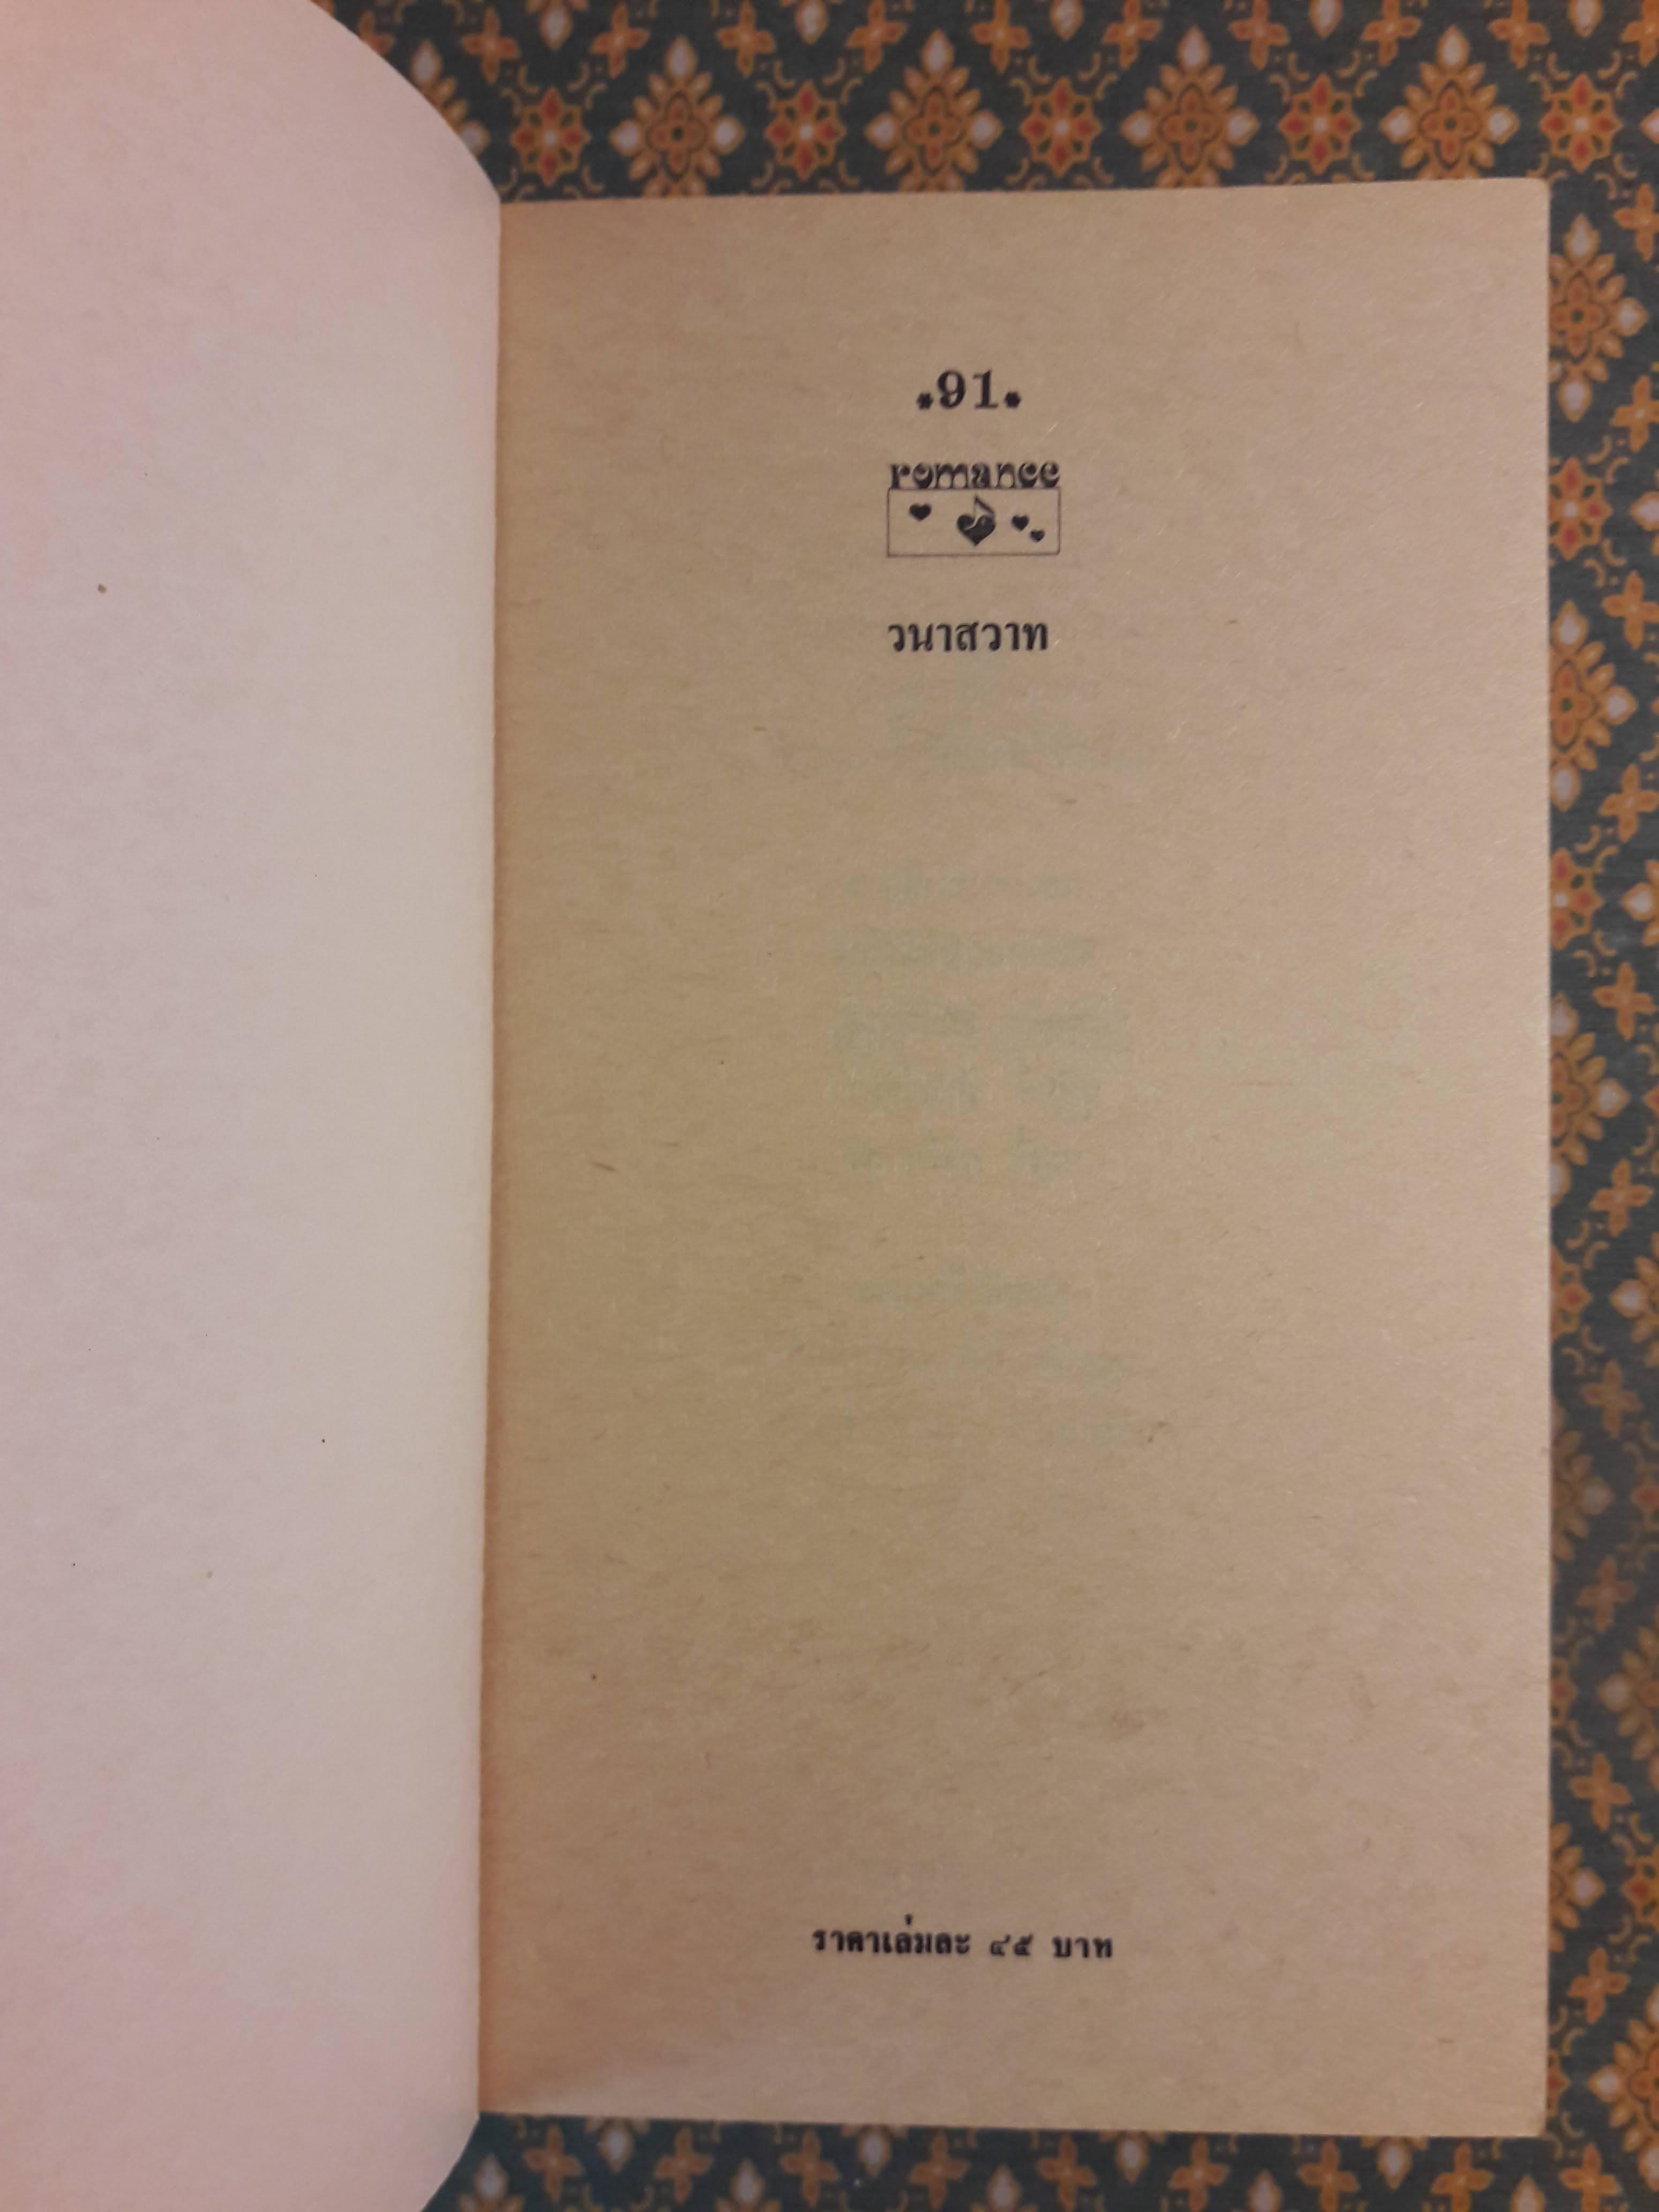 *91*
romance
วนาสวาท
ราคาเล่มละ ๔๕ บาท